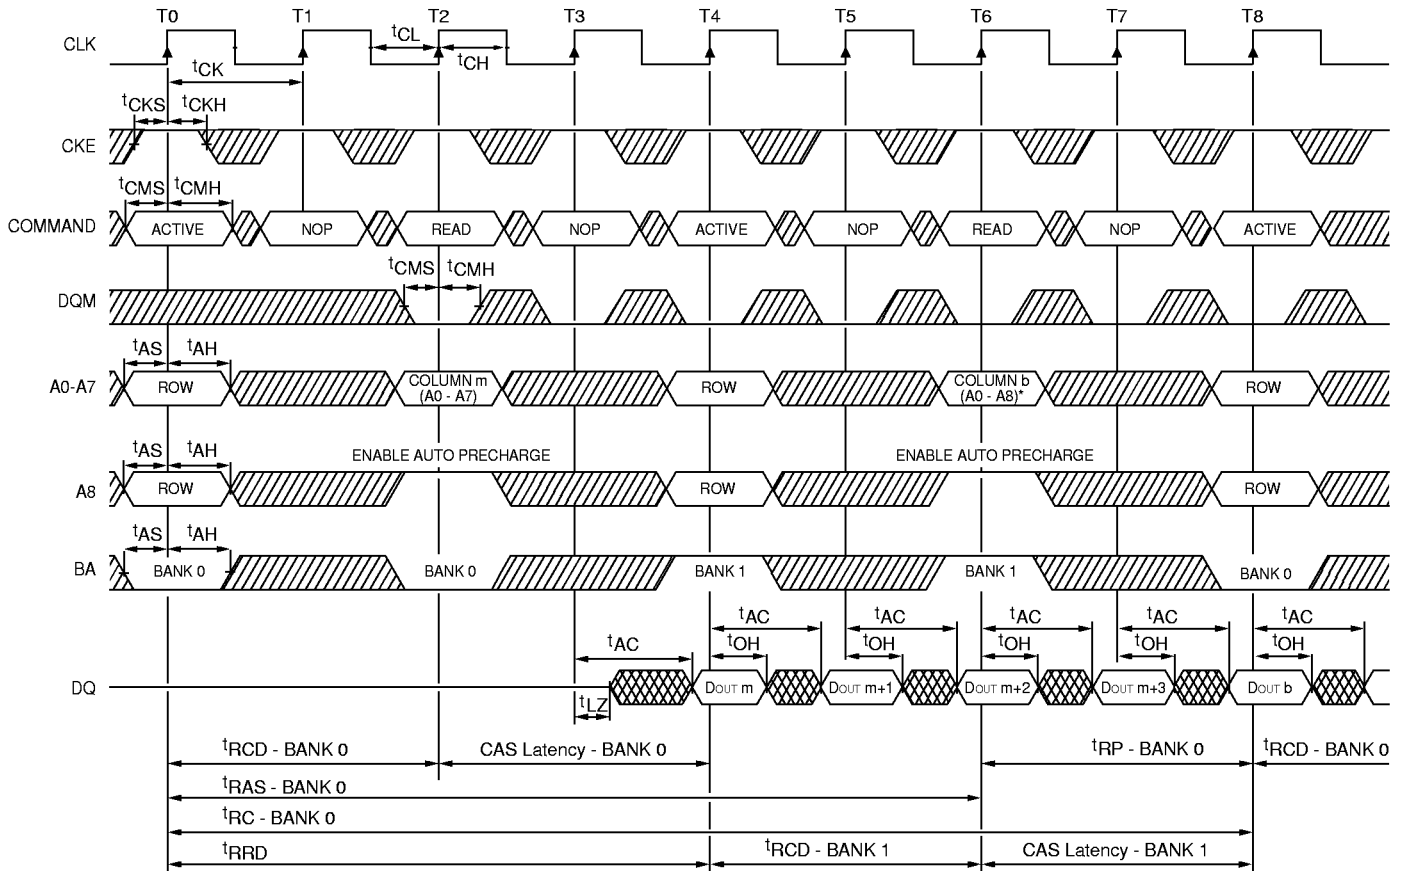 T0 T1 T2 T3 T4 T5 T6 T7 T8
CLK
tCL
tCH
tCK
tCKS tCKH
CKE
tCMS tCMH
COMMAND ACTIVE NOP READ NOP ACTIVE NOP READ NOP ACTIVE
tCMS tCMH
DQM
tAS tAH
A0-A7 ROW COLUMN m (A0 - A7) ROW COLUMN b (A0 - A8)* ROW
tAS tAH
ENABLE AUTO PRECHARGE ENABLE AUTO PRECHARGE
A8 ROW ROW ROW
tAS tAH
BA BANK 0 BANK 0 BANK 1 BANK 1 BANK 0
tAC tAC tAC tAC tAC
tAC tOH tOH tOH tOH tOH
DQ DOUT m DOUT m+1 DOUT m+2 DOUT m+3 DOUT b
tLZ
tRCD - BANK 0 CAS Latency - BANK 0 tRP - BANK 0 tRCD - BANK 0
tRAS - BANK 0
tRC - BANK 0
tRRD tRCD - BANK 1 CAS Latency - BANK 1